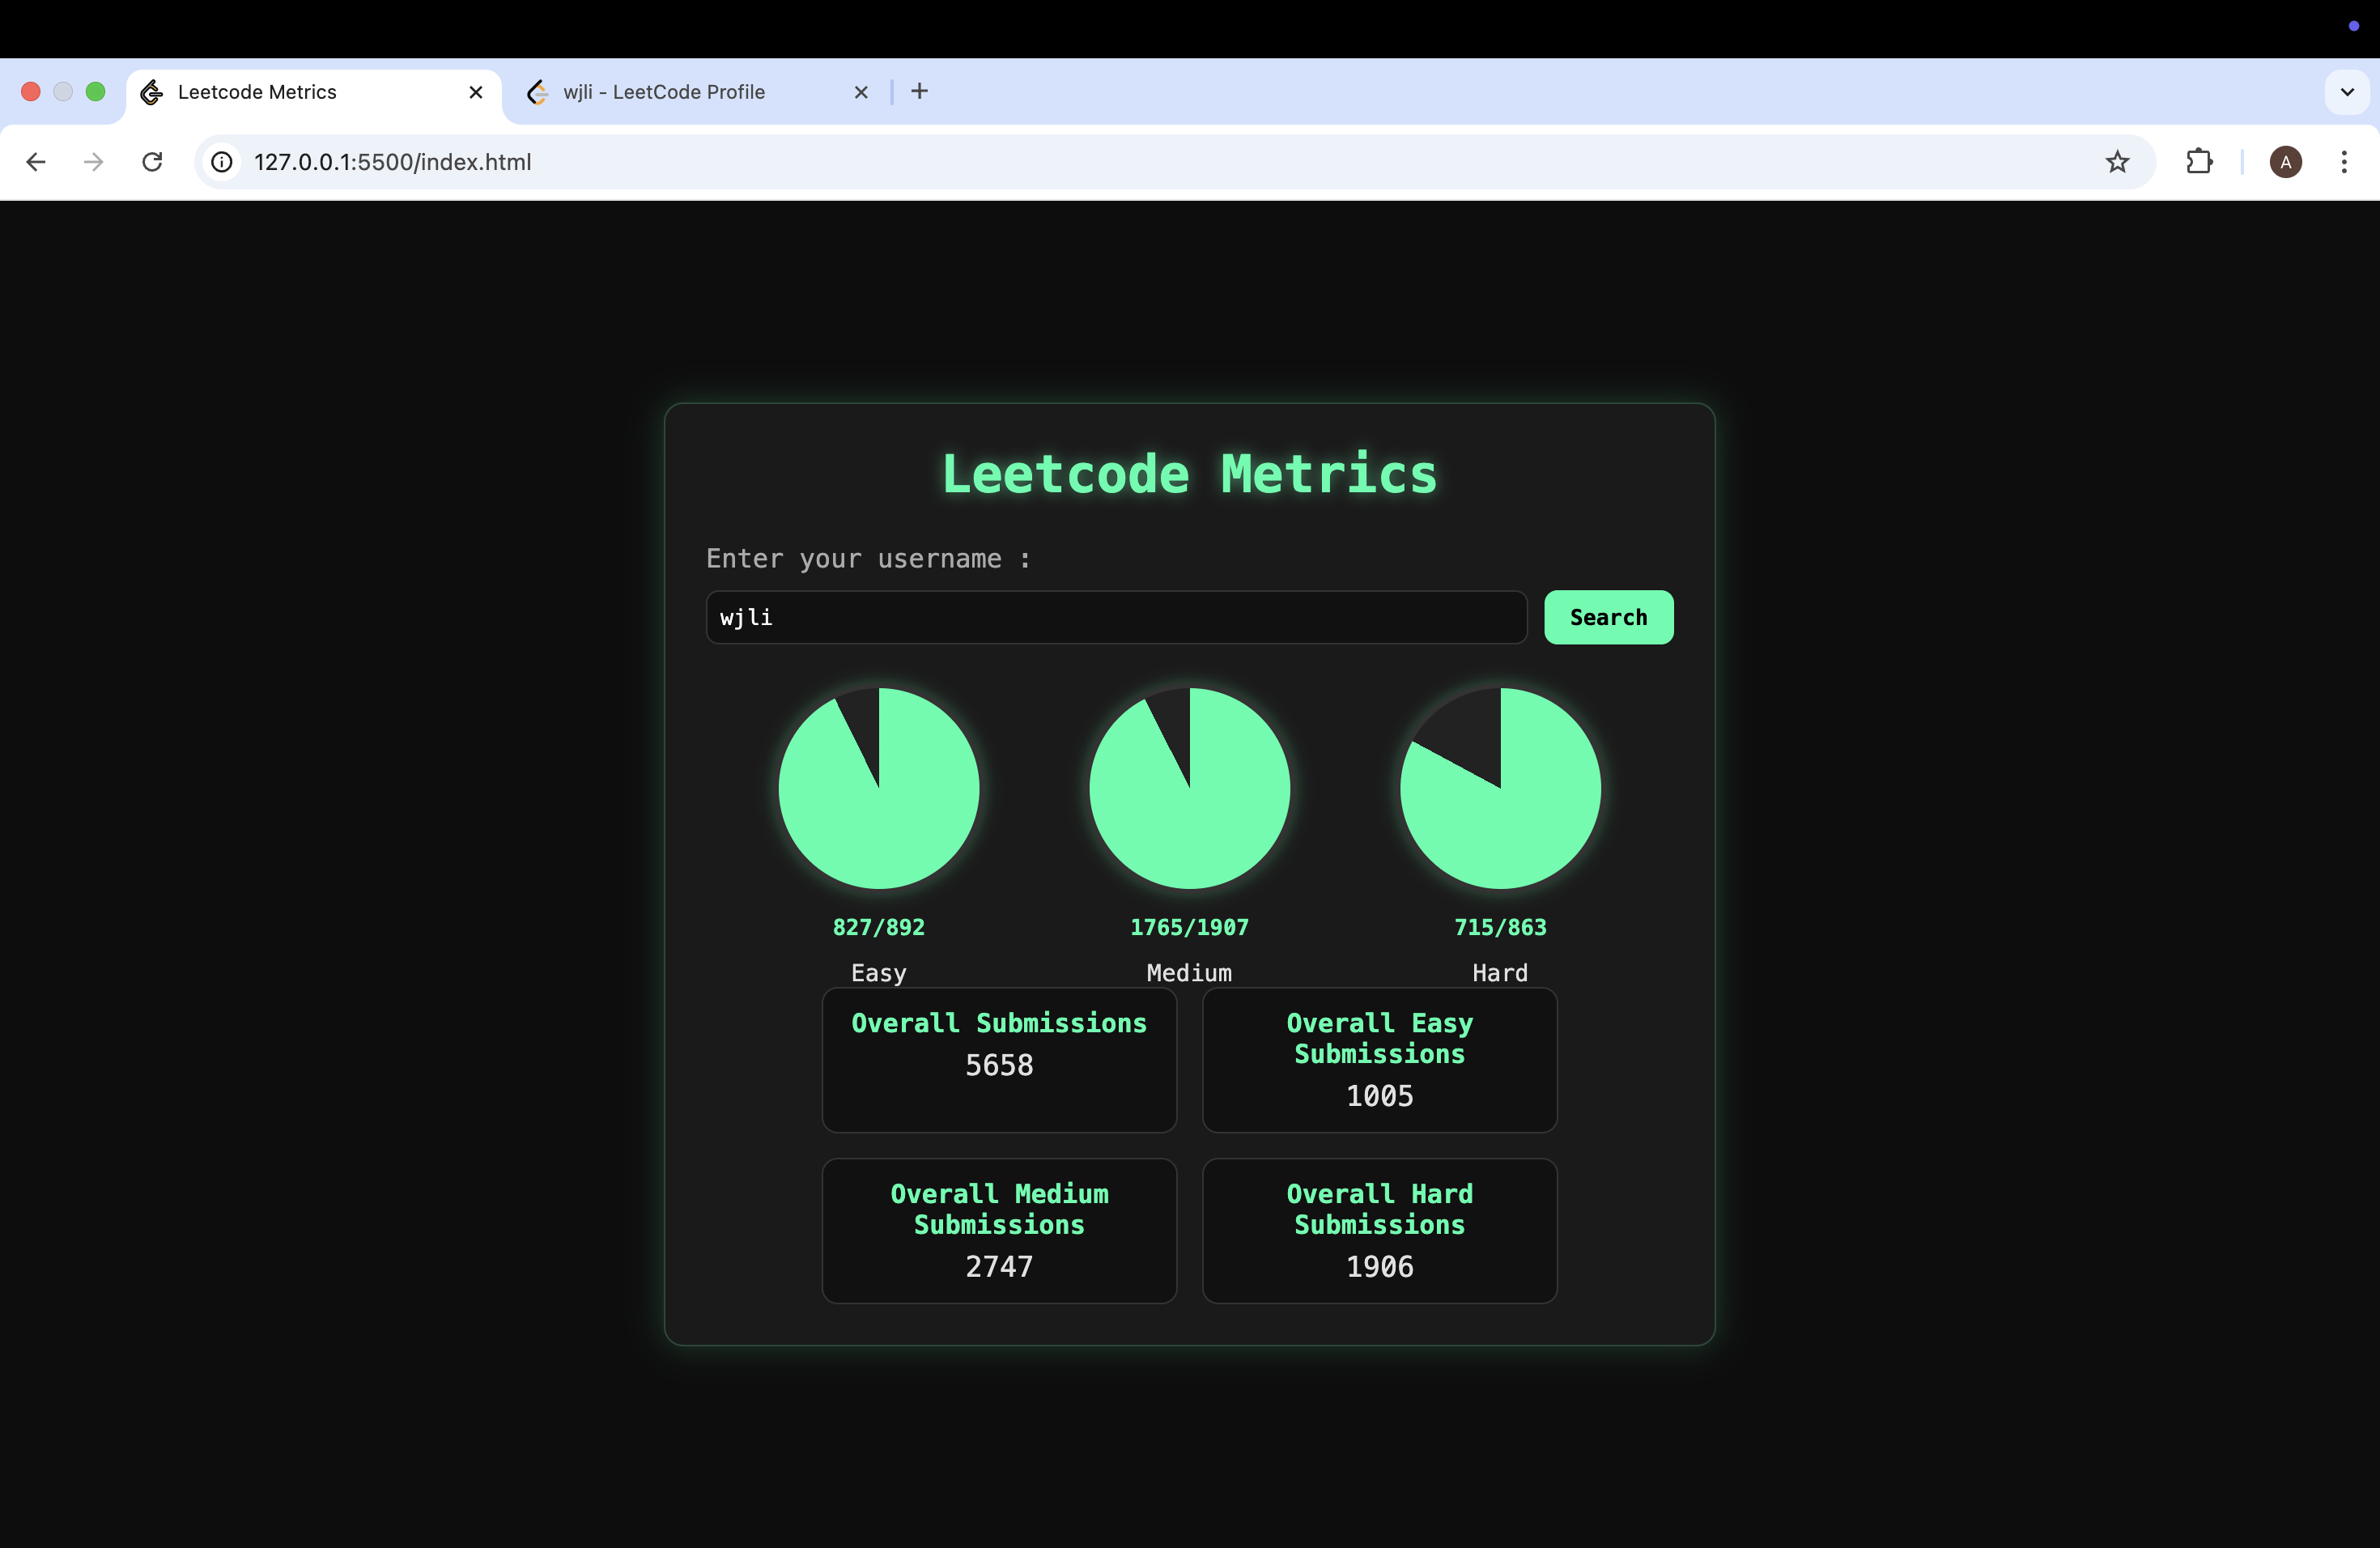 Leetcode Metrics
wjli - LeetCode Profile
127.0.0.1:5500/index.html
A
Leetcode Metrics
Enter your username :
wjli
Search
827/892
1765/1907
715/863
Easy
Medium
Hard
Overall Submissions
5658
Overall Easy
Submissions
1005
Overall Medium
Submissions
2747
Overall Hard
Submissions
1906